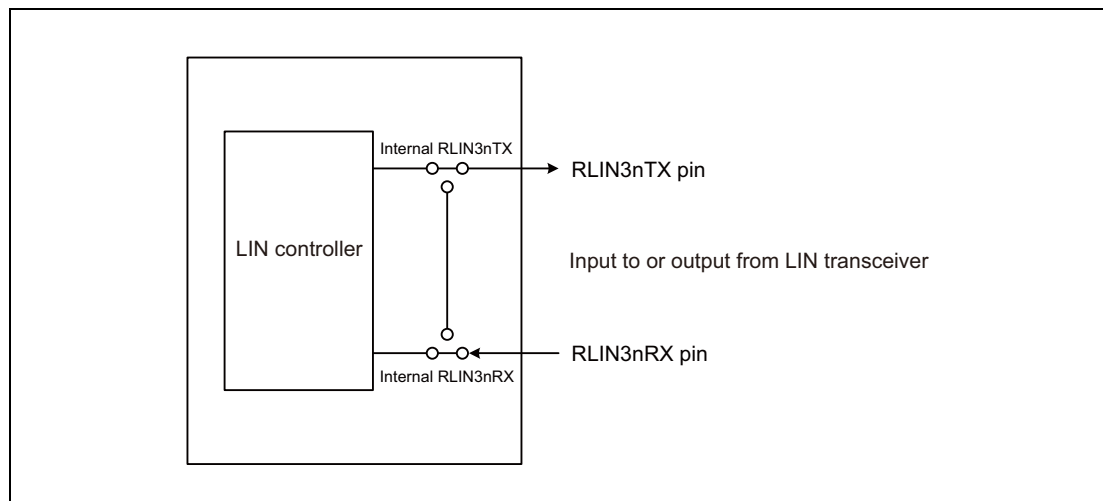 Internal RLIN3nTX
RLIN3nTX pin
LIN controller
Input to or output from LIN transceiver
RLIN3nRX pin
Internal RLIN3nRX